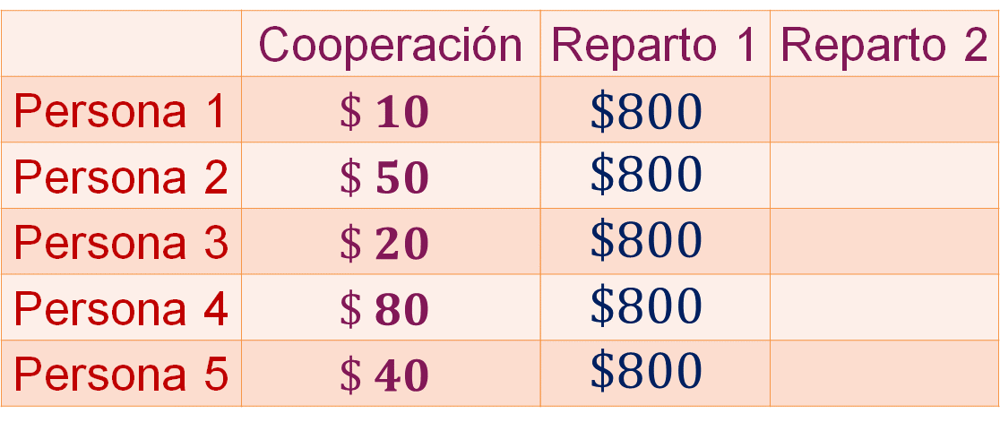 Cooperación Reparto 1 Reparto 2
Persona 1 $ 10 $800
Persona 2 $ 50 $800
Persona 3 $ 20 $800
Persona 4 $ 80 $800
Persona 5 $ 40 $800